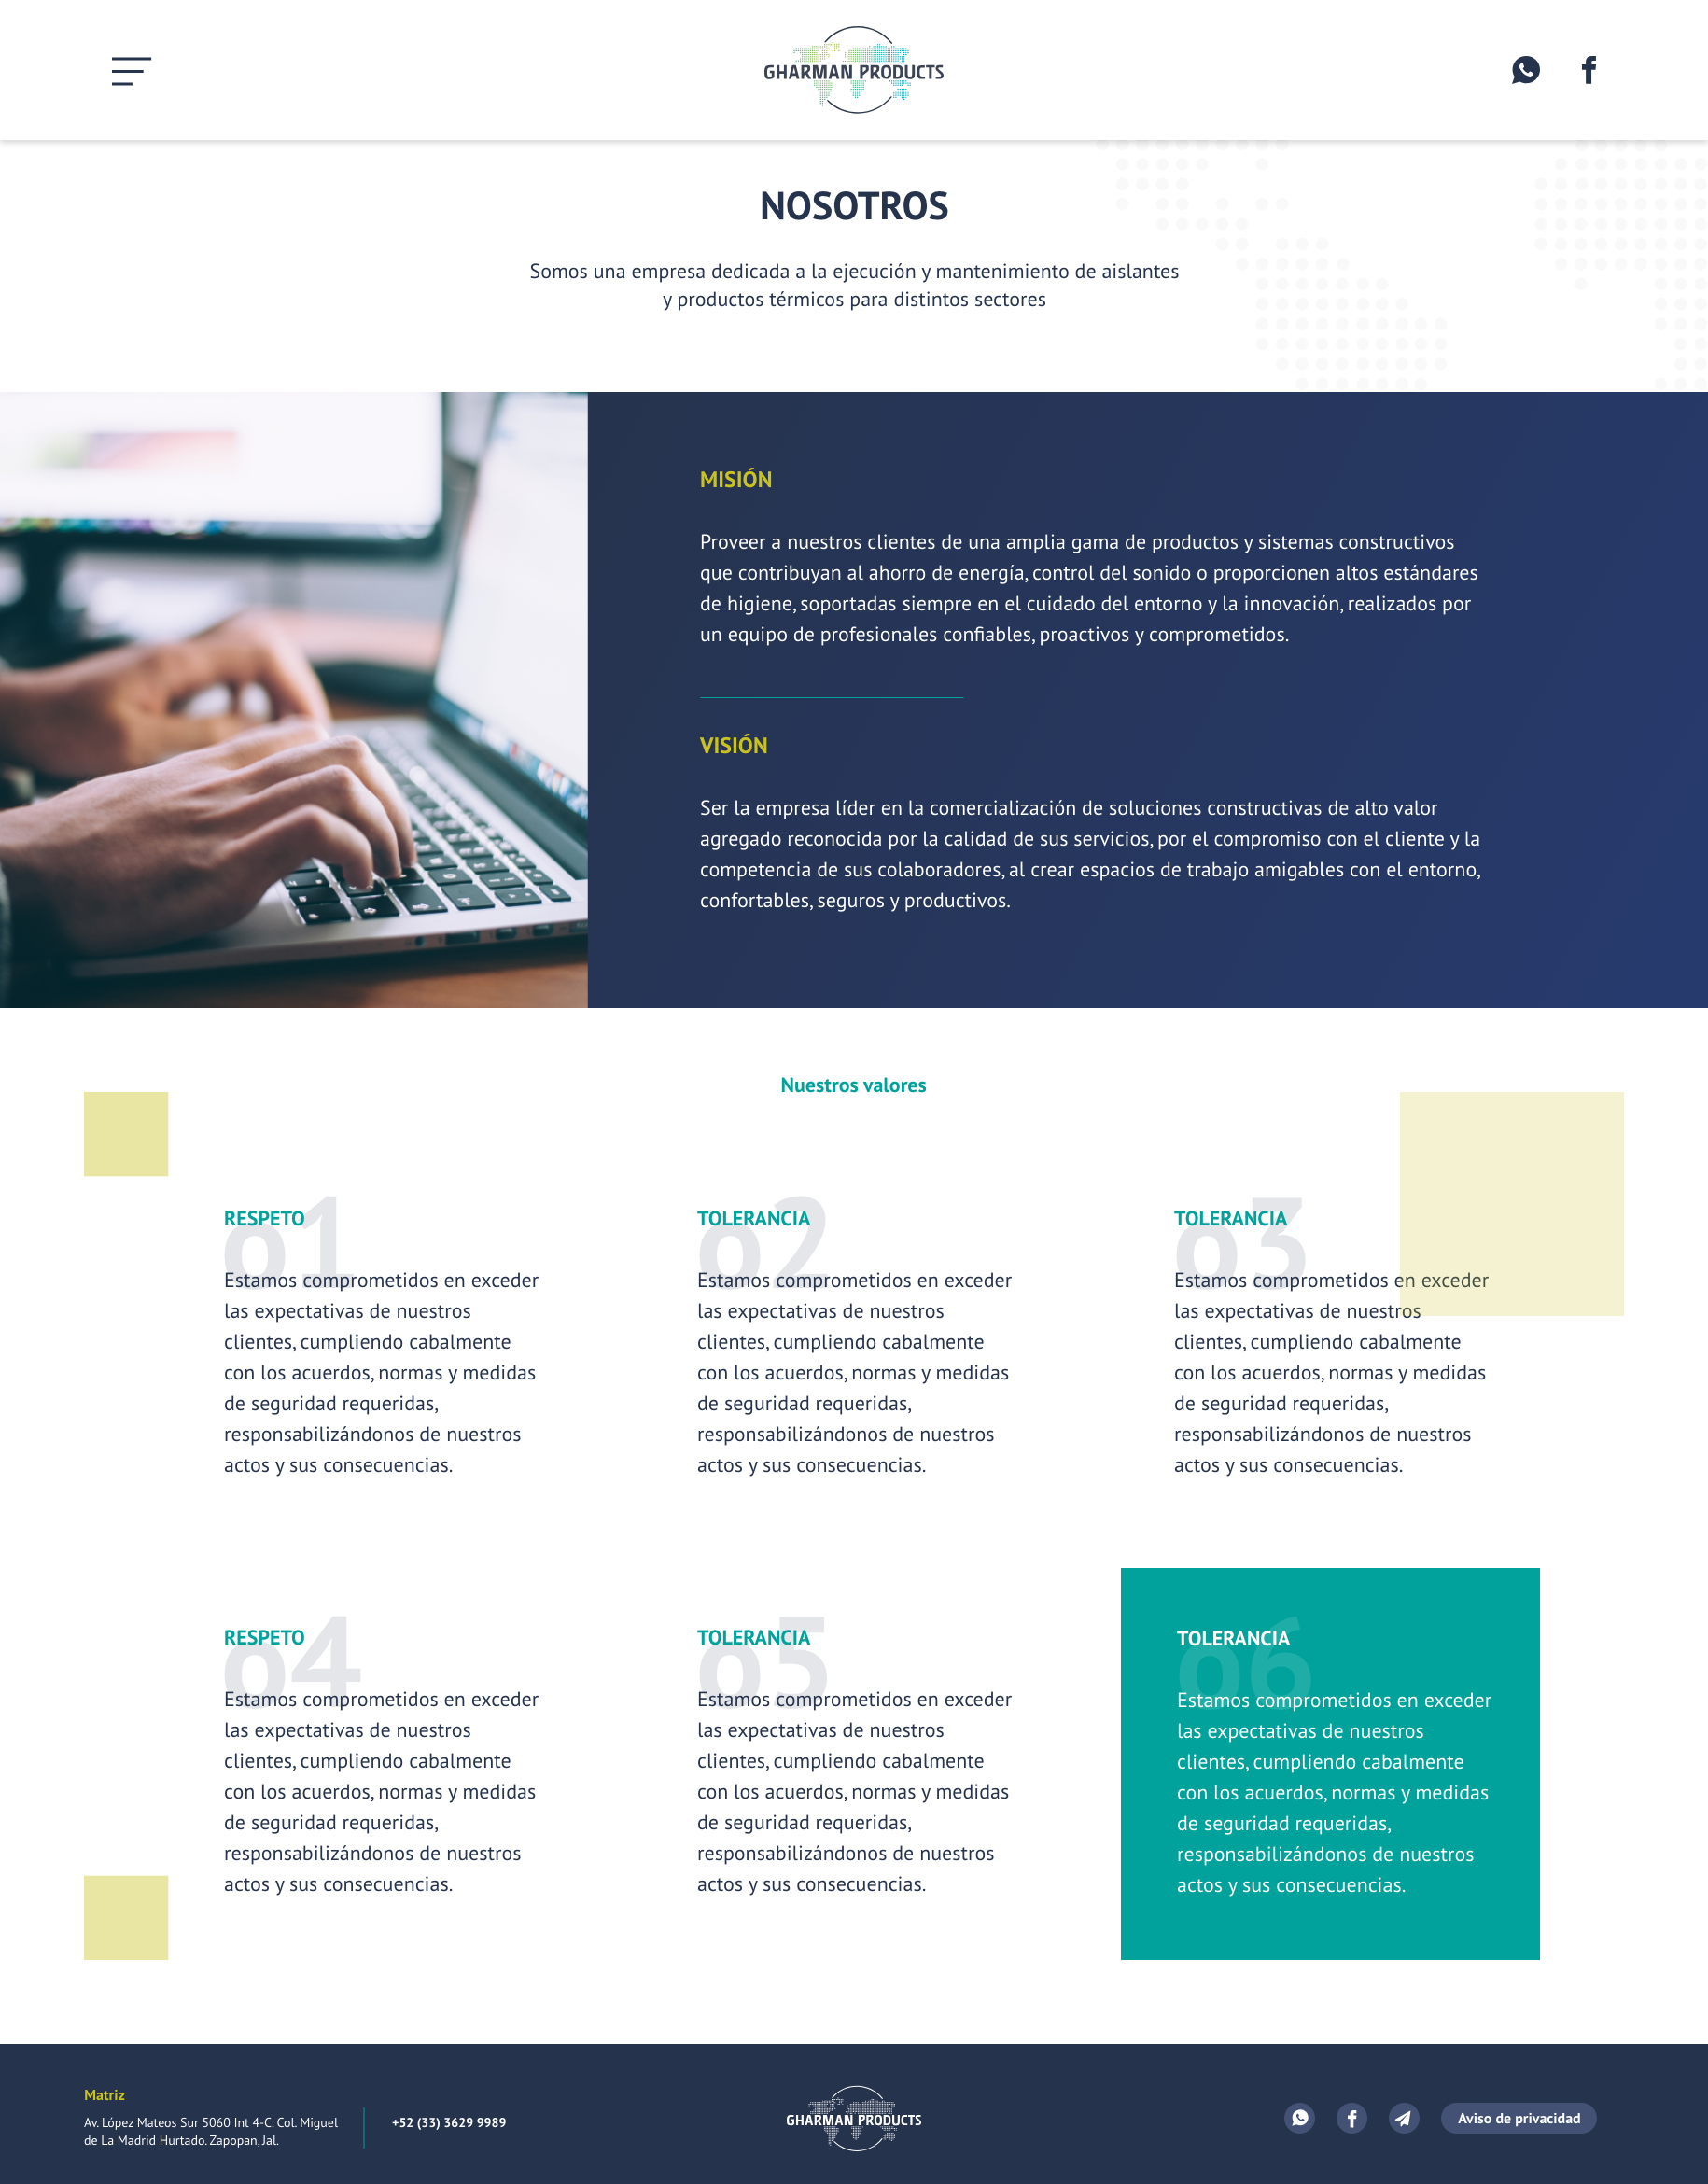 GHARMAN PRODUCTS
NOSOTROS
Somos una empresa dedicada a la ejecución y mantenimiento de aislantes
y productos térmicos para distintos sectores
MISIÓN
Proveer a nuestros clientes de una amplia gama de productos y sistemas constructivos
que contribuyan al ahorro de energía, control del sonido o proporcionen altos estándares
de higiene, soportadas siempre en el cuidado del entorno y la innovación, realizados por
un equipo de profesionales confiables, proactivos y comprometidos.
VISIÓN
Ser la empresa líder en la comercialización de soluciones constructivas de alto valor
agregado reconocida por la calidad de sus servicios, por el compromiso con el cliente y la
competencia de sus colaboradores, al crear espacios de trabajo amigables con el entorno,
confortables, seguros y productivos.
Nuestros valores
01
RESPETO
Estamos comprometidos en exceder
las expectativas de nuestros
clientes, cumpliendo cabalmente
con los acuerdos, normas y medidas
de seguridad requeridas,
responsabilizándonos de nuestros
actos y sus consecuencias.
02
TOLERANCIA
Estamos comprometidos en exceder
las expectativas de nuestros
clientes, cumpliendo cabalmente
con los acuerdos, normas y medidas
de seguridad requeridas,
responsabilizándonos de nuestros
actos y sus consecuencias.
03
TOLERANCIA
Estamos comprometidos en exceder
las expectativas de nuestros
clientes, cumpliendo cabalmente
con los acuerdos, normas y medidas
de seguridad requeridas,
responsabilizándonos de nuestros
actos y sus consecuencias.
04
RESPETO
Estamos comprometidos en exceder
las expectativas de nuestros
clientes, cumpliendo cabalmente
con los acuerdos, normas y medidas
de seguridad requeridas,
responsabilizándonos de nuestros
actos y sus consecuencias.
05
TOLERANCIA
Estamos comprometidos en exceder
las expectativas de nuestros
clientes, cumpliendo cabalmente
con los acuerdos, normas y medidas
de seguridad requeridas,
responsabilizándonos de nuestros
actos y sus consecuencias.
06
TOLERANCIA
Estamos comprometidos en exceder
las expectativas de nuestros
clientes, cumpliendo cabalmente
con los acuerdos, normas y medidas
de seguridad requeridas,
responsabilizándonos de nuestros
actos y sus consecuencias.
Matriz
Av. López Mateos Sur 5060 Int 4-C. Col. Miguel
de La Madrid Hurtado. Zapopan, Jal.
+52 (33) 3629 9989
GHARMAN PRODUCTS
Aviso de privacidad